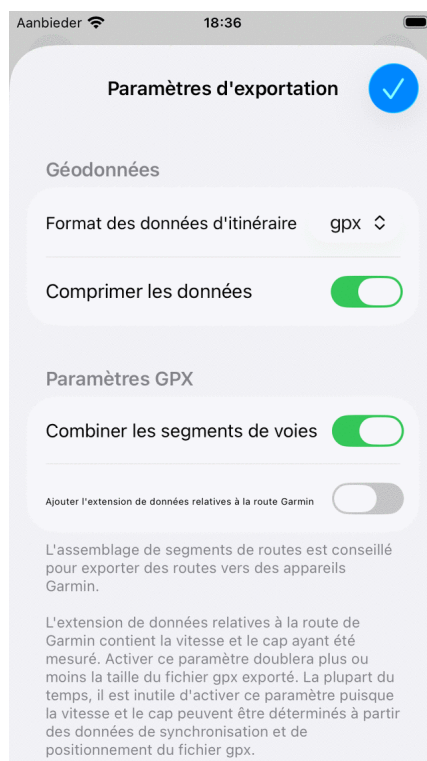 Aanbieder 18:36
Paramètres d'exportation
Géodonnées
Format des données d'itinéraire gpx
Comprimer les données
Paramètres GPX
Combiner les segments de voies
Ajouter l'extension de données relatives à la route Garmin
L'assemblage de segments de routes est conseillé
pour exporter des routes vers des appareils
Garmin.
L'extension de données relatives à la route de
Garmin contient la vitesse et le cap ayant été
mesuré. Activer ce paramètre doublera plus ou
moins la taille du fichier gpx exporté. La plupart du
temps, il est inutile d'activer ce paramètre puisque
la vitesse et le cap peuvent être déterminés à partir
des données de synchronisation et de
positionnement du fichier gpx.